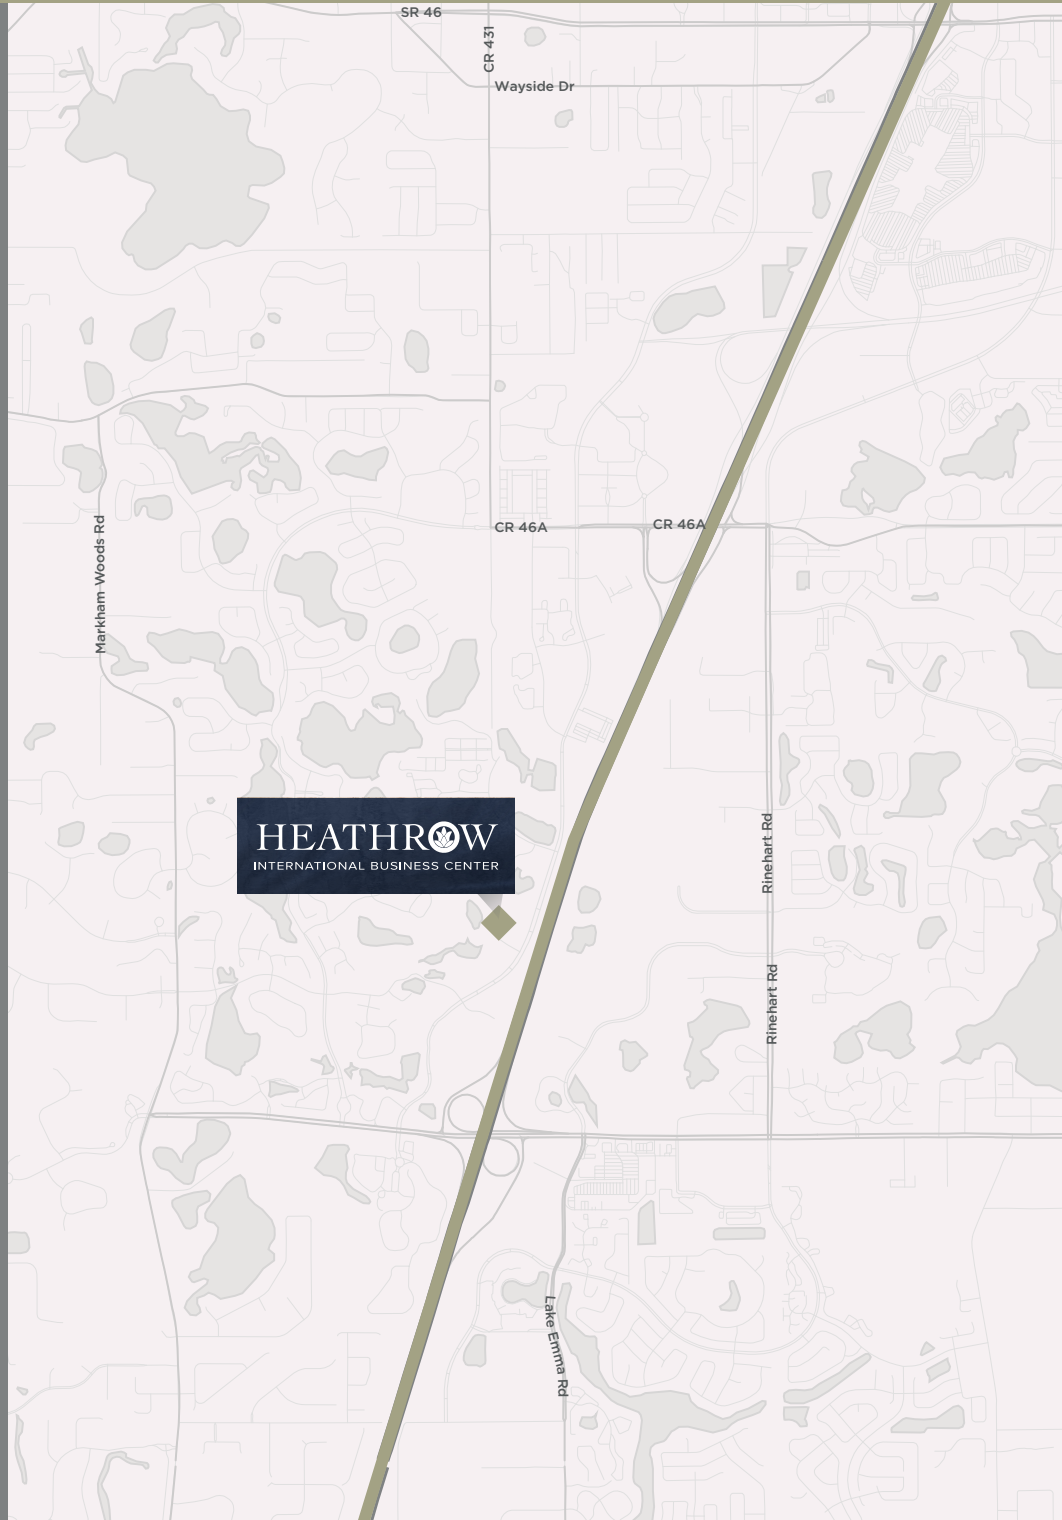 SR 46
CR 431
Wayside Dr
CR 46A
CR 46A
Markham Woods Rd
HEATHROW
INTERNATIONAL BUSINESS CENTER
Rinehart Rd
Rinehart Rd
Lake Emma Rd